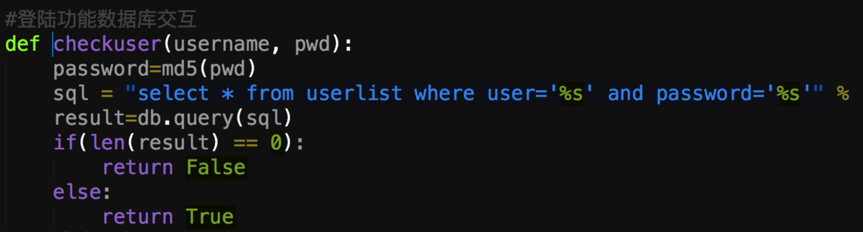 #登陆功能数据库交互
def checkuser(username, pwd):
    password=md5(pwd)
    sql = "select * from userlist where user='%s' and password='%s'" %
    result=db.query(sql)
    if(len(result) == 0):
        return False
    else:
        return True